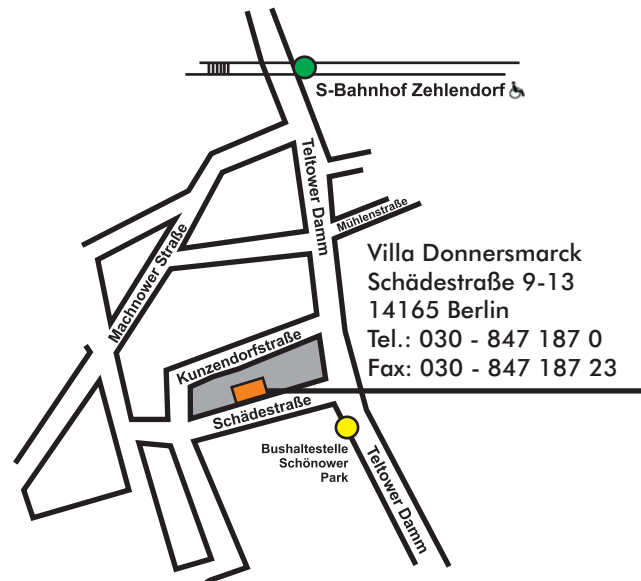 S-Bahnhof Zehlendorf
Teltower Damm
Mühlenstraße
Machnower Straße
Villa Donnersmarck
Schädestraße 9-13
14165 Berlin
Tel.: 030 - 847 187 0
Fax: 030 - 847 187 23
Kunzendorfstraße
Schädestraße
Bushaltestelle
Schönower
Park
Teltower Damm